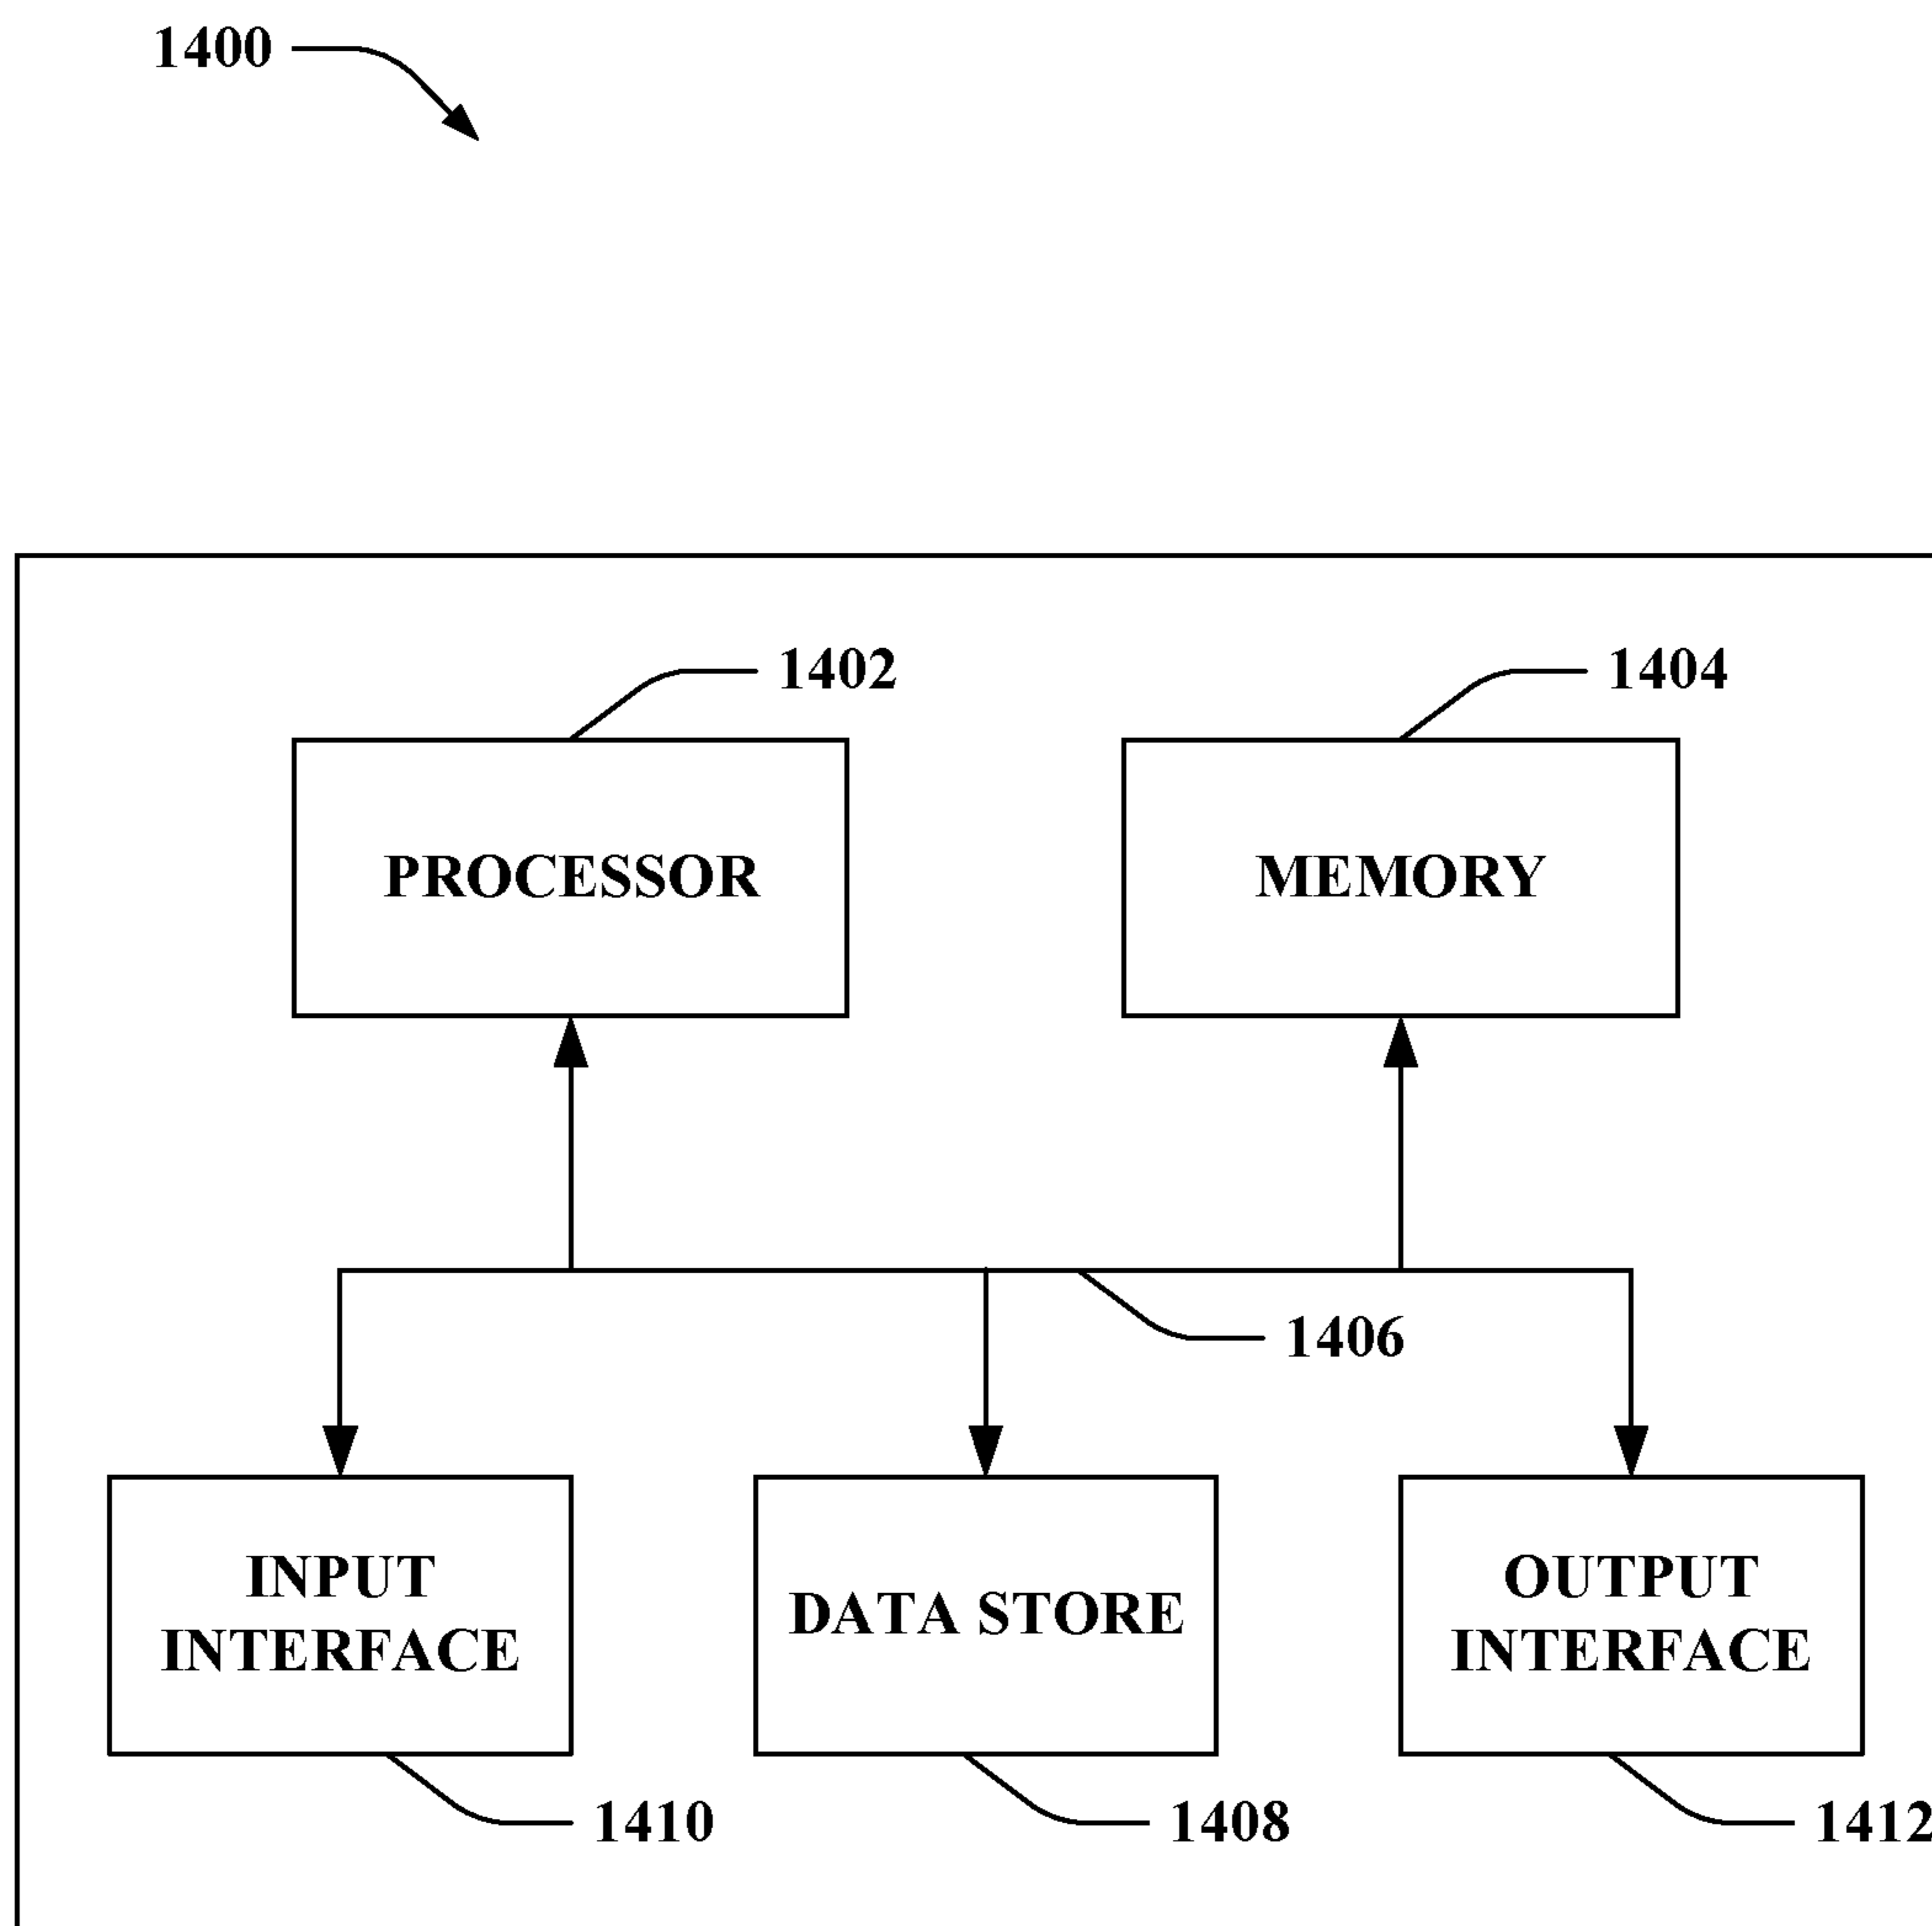 1400
1402
1404
PROCESSOR
MEMORY
1406
INPUT
INTERFACE
DATA STORE
OUTPUT
INTERFACE
1410
1408
1412